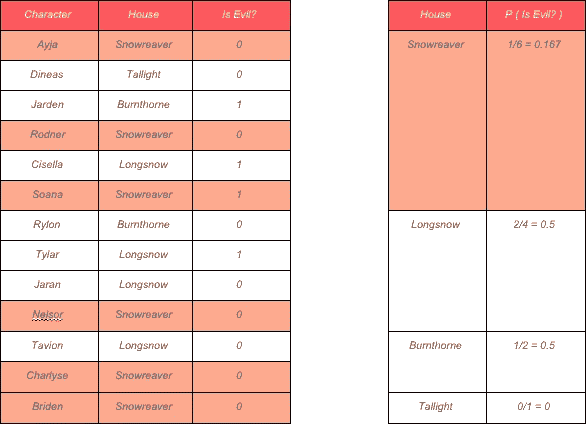 Character House Is Evil?
Ayja Snowreaver 0
Dineas Tallight 0
Jarden Burnthorne 1
Rodner Snowreaver 0
Cisella Longsnow 1
Soana Snowreaver 1
Rylon Burnthorne 0
Tylar Longsnow 1
Jaran Longsnow 0
Nelsor Snowreaver 0
Tavion Longsnow 0
Charlyse Snowreaver 0
Briden Snowreaver 0
House P ( Is Evil? )
Snowreaver 1/6 = 0.167
Longsnow 2/4 = 0.5
Burnthorne 1/2 = 0.5
Tallight 0/1 = 0